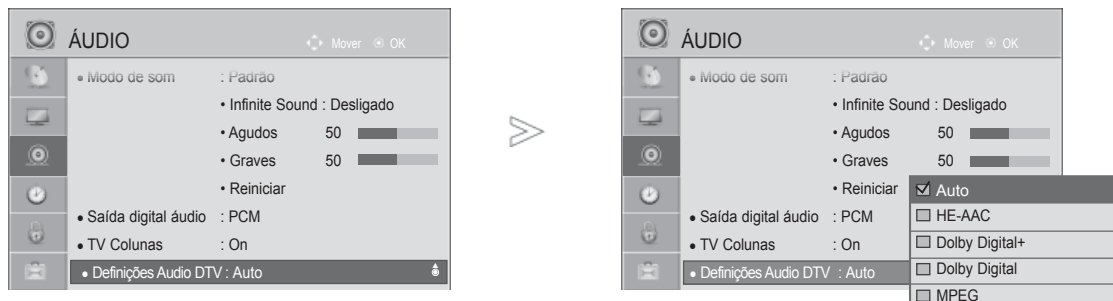 ÁUDIO
Mover OK
• Modo de som : Padrão
• Infinite Sound : Desligado
• Agudos 50
• Graves 50
• Reiniciar
• Saída digital áudio : PCM
• TV Colunas : On
• Definições Audio DTV : Auto
ÁUDIO
Mover OK
• Modo de som : Padrão
• Infinite Sound : Desligado
• Agudos 50
• Graves 50
• Reiniciar
• Saída digital áudio : PCM
• TV Colunas : On
• Definições Audio DTV : Auto
Auto
HE-AAC
Dolby Digital+
Dolby Digital
MPEG